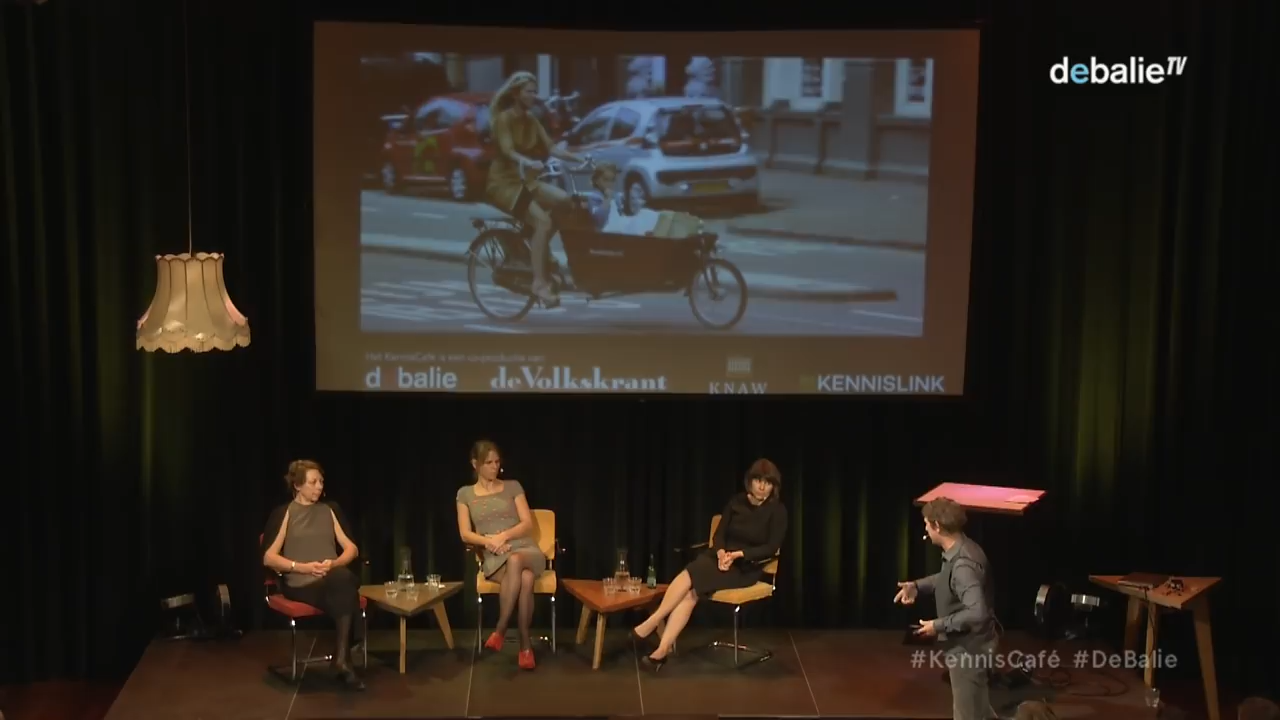 debalieTV
Het KennisCafé is een coproductie van
d balie
deVolkskrant
KNAW
KENNISLINK
#KennisCafé #DeBalie